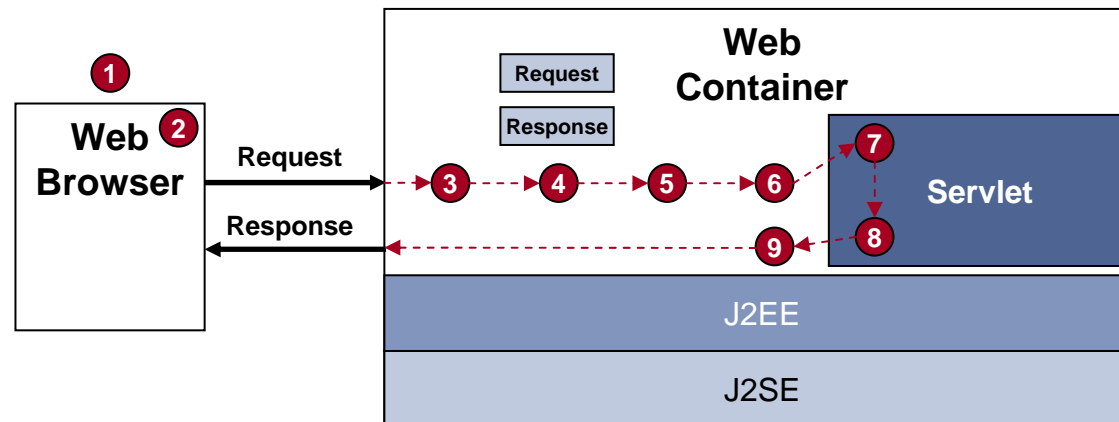 1
Web
Browser
2
Request
Response
Web
Container
Request
Response
3
4
5
6
7
8
9
Servlet
J2EE
J2SE